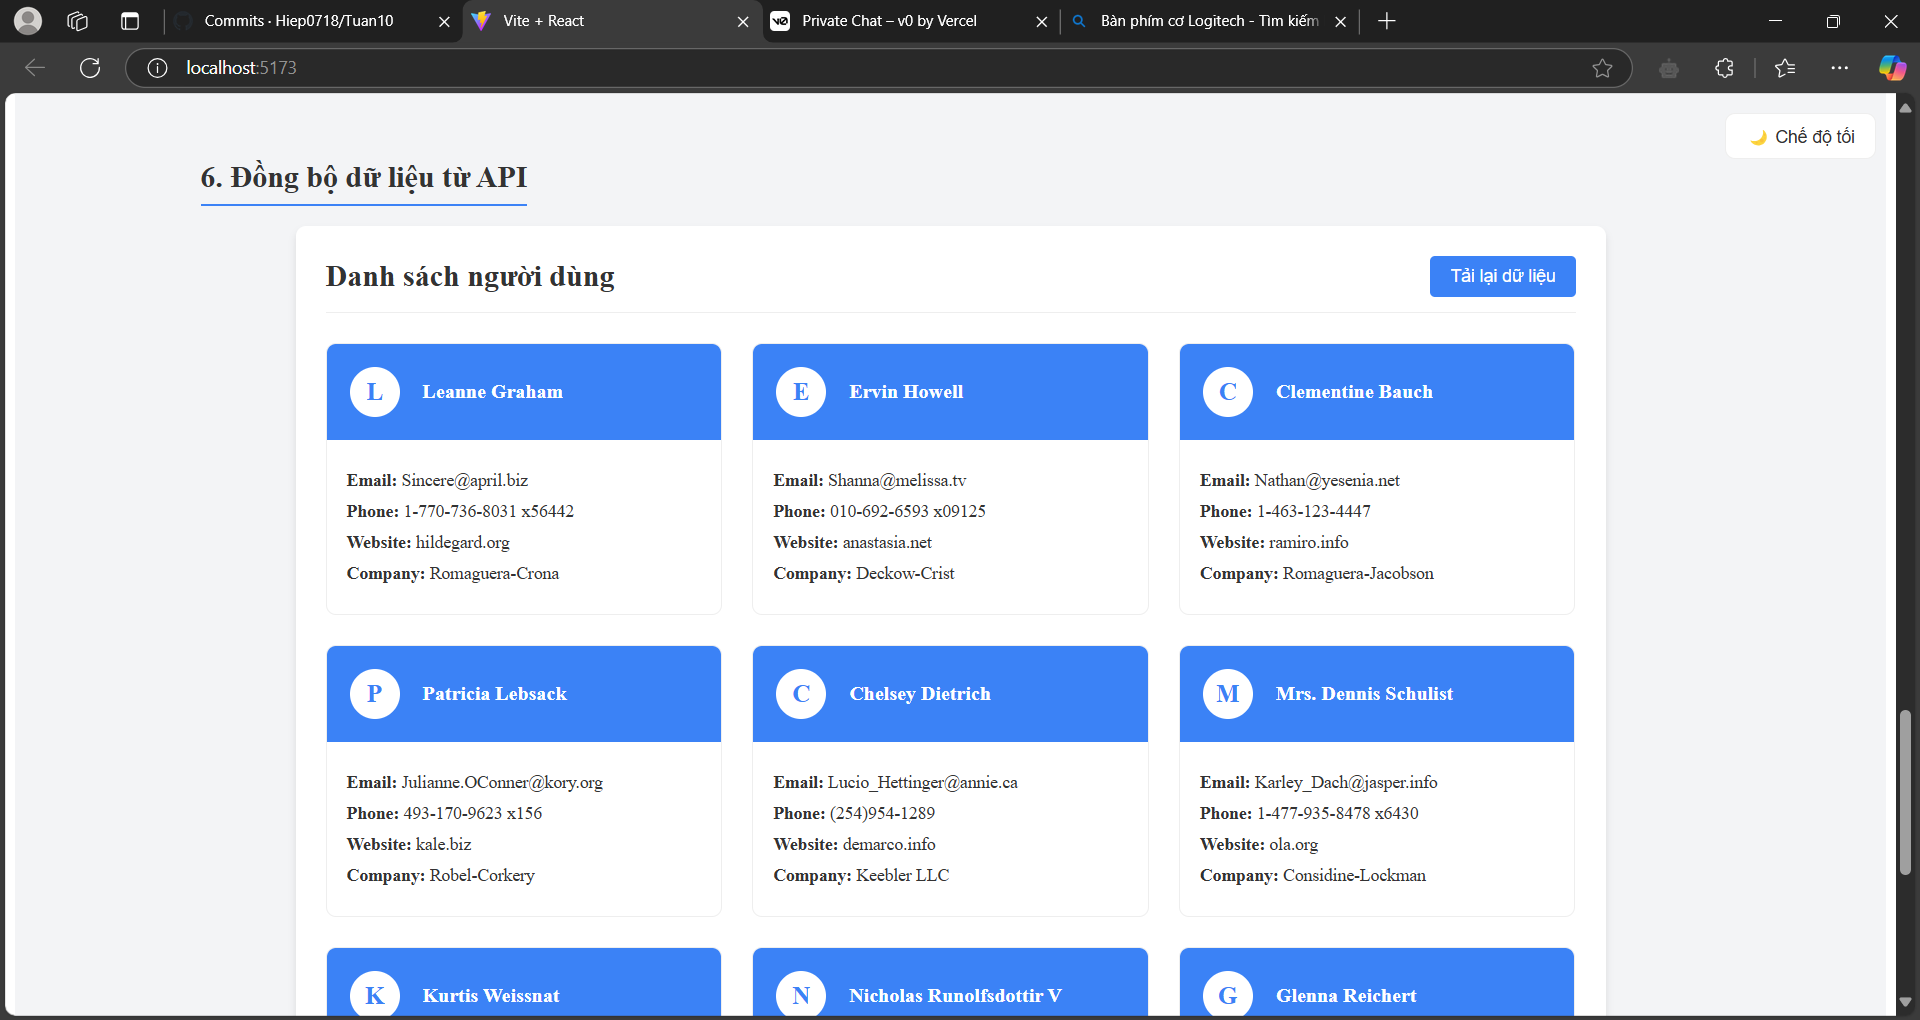 Commits · Hiep0718/Tuan10
Vite + React
Private Chat – v0 by Vercel
Bàn phím cơ Logitech - Tìm kiếm
localhost:5173
🌙 Chế độ tối
6. Đồng bộ dữ liệu từ API
Danh sách người dùng
Tải lại dữ liệu
L Leanne Graham
Email: Sincere@april.biz
Phone: 1-770-736-8031 x56442
Website: hildegard.org
Company: Romaguera-Crona
E Ervin Howell
Email: Shanna@melissa.tv
Phone: 010-692-6593 x09125
Website: anastasia.net
Company: Deckow-Crist
C Clementine Bauch
Email: Nathan@yesenia.net
Phone: 1-463-123-4447
Website: ramiro.info
Company: Romaguera-Jacobson
P Patricia Lebsack
Email: Julianne.OConner@kory.org
Phone: 493-170-9623 x156
Website: kale.biz
Company: Robel-Corkery
C Chelsey Dietrich
Email: Lucio_Hettinger@annie.ca
Phone: (254)954-1289
Website: demarco.info
Company: Keebler LLC
M Mrs. Dennis Schulist
Email: Karley_Dach@jasper.info
Phone: 1-477-935-8478 x6430
Website: ola.org
Company: Considine-Lockman
K Kurtis Weissnat
N Nicholas Runolfsdottir V
G Glenna Reichert